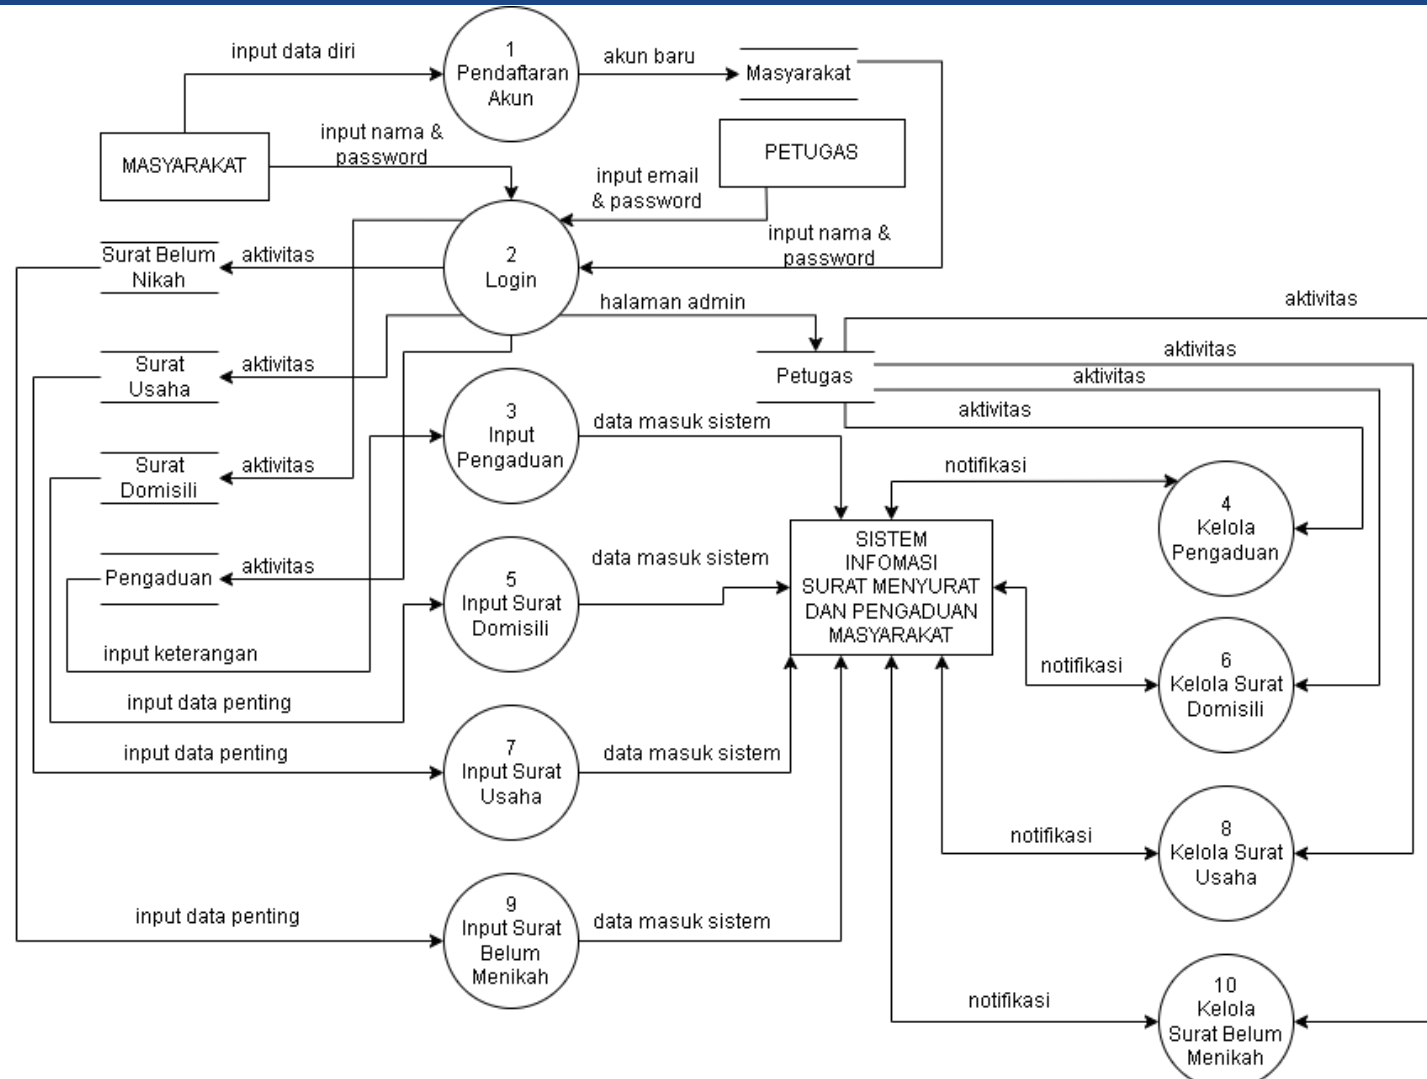 input data diri
1
Pendaftaran
Akun
akun baru
Masyarakat
MASYARAKAT
input nama &
password
PETUGAS
input email
& password
input nama &
password
2
Login
Surat Belum
Nikah
aktivitas
halaman admin
aktivitas
Surat
Usaha
aktivitas
Petugas
aktivitas
aktivitas
aktivitas
3
Input
Pengaduan
data masuk sistem
Surat
Domisili
aktivitas
notifikasi
4
Kelola
Pengaduan
SISTEM
INFOMASI
SURAT MENYURAT
DAN PENGADUAN
MASYARAKAT
Pengaduan
aktivitas
5
Input Surat
Domisili
data masuk sistem
input keterangan
notifikasi
6
Kelola Surat
Domisili
input data penting
input data penting
7
Input Surat
Usaha
data masuk sistem
notifikasi
8
Kelola Surat
Usaha
input data penting
9
Input Surat
Belum
Menikah
data masuk sistem
notifikasi
10
Kelola
Surat Belum
Menikah